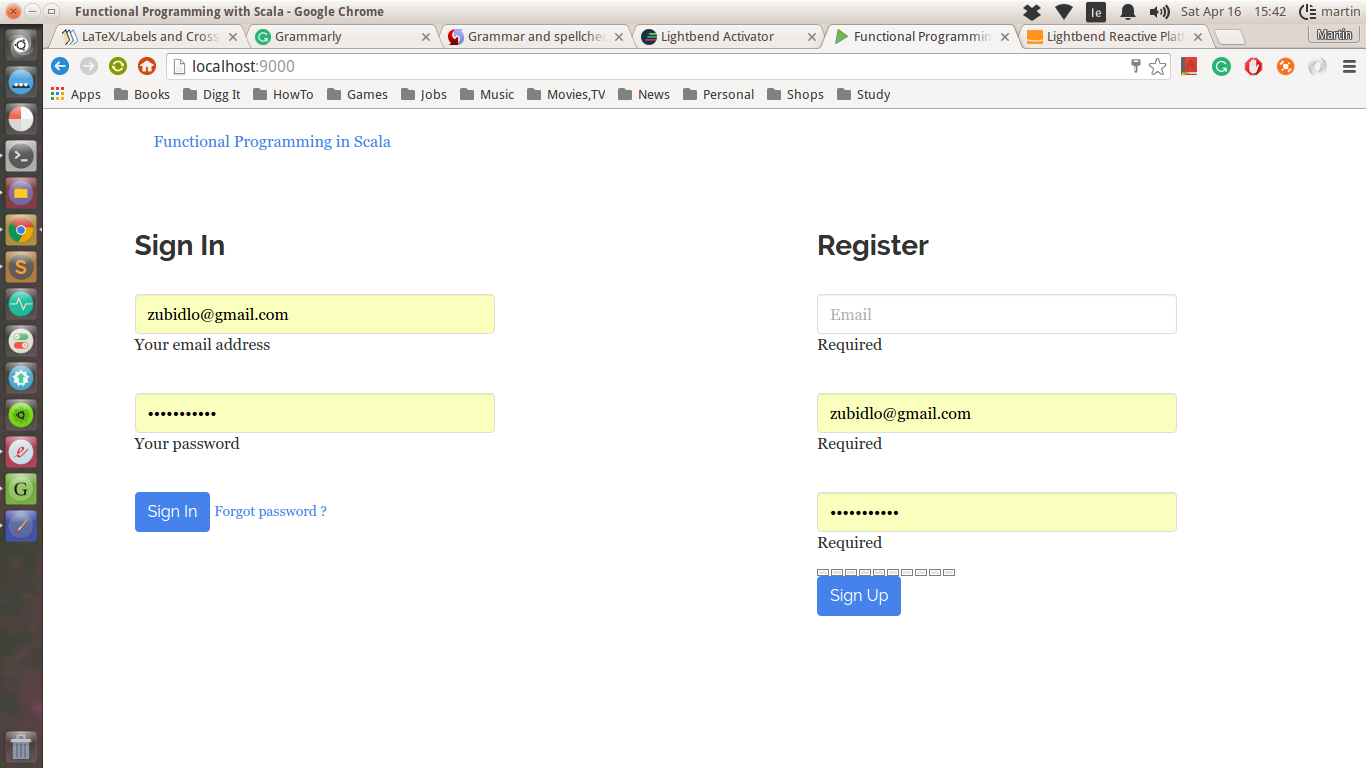 Functional Programming with Scala - Google Chrome
Ie
Sat Apr 16 15:42 martin
LaTeX/Labels and Cross
Grammarly
Grammar and spellchec
Lightbend Activator
Functional Programmin
Lightbend Reactive Plat
Martin
localhost:9000
Apps Books Digg It HowTo Games Jobs Music Movies,TV News Personal Shops Study
Functional Programming in Scala
Sign In
zubidlo@gmail.com
Your email address
•••••••••••
Your password
Sign In Forgot password ?
Register
Email
Required
zubidlo@gmail.com
Required
•••••••••••
Required
Sign Up